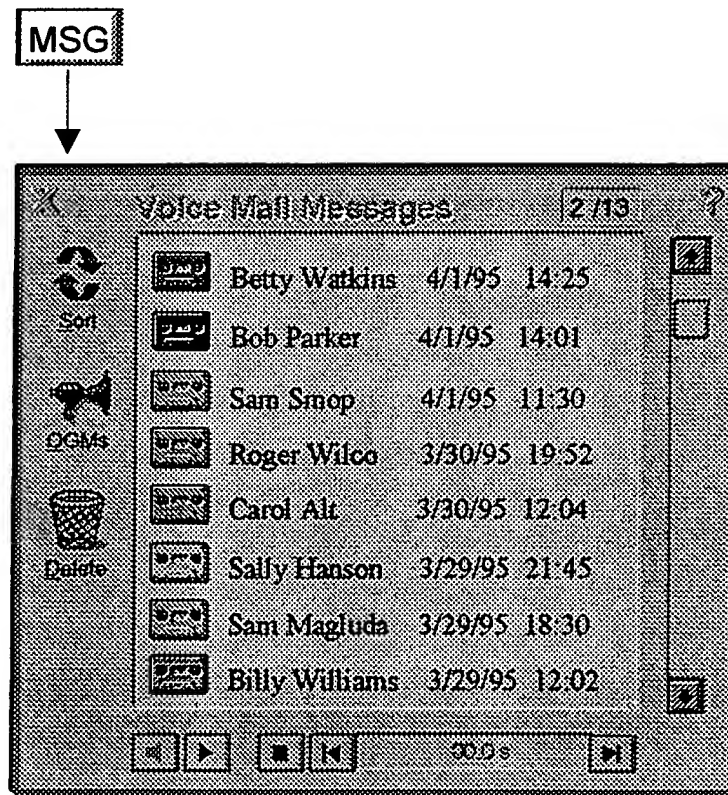 MSG
Voice Mail Messages 2/13 ?
Sort
OGMs
Delete
Betty Watkins 4/1/95 14:25
Bob Parker 4/1/95 14:01
Sam Smop 4/1/95 11:30
Roger Wilco 3/30/95 19:52
Carol Alt 3/30/95 12:04
Sally Hanson 3/29/95 21:45
Sam Magluda 3/29/95 18:30
Billy Williams 3/29/95 12:02
00.0 s